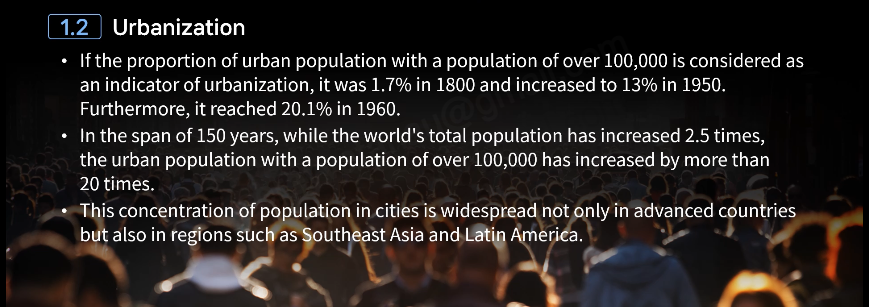 1.2 Urbanization
• If the proportion of urban population with a population of over 100,000 is considered as
an indicator of urbanization, it was 1.7% in 1800 and increased to 13% in 1950.
Furthermore, it reached 20.1% in 1960.
• In the span of 150 years, while the world's total population has increased 2.5 times,
the urban population with a population of over 100,000 has increased by more than
20 times.
• This concentration of population in cities is widespread not only in advanced countries
but also in regions such as Southeast Asia and Latin America.